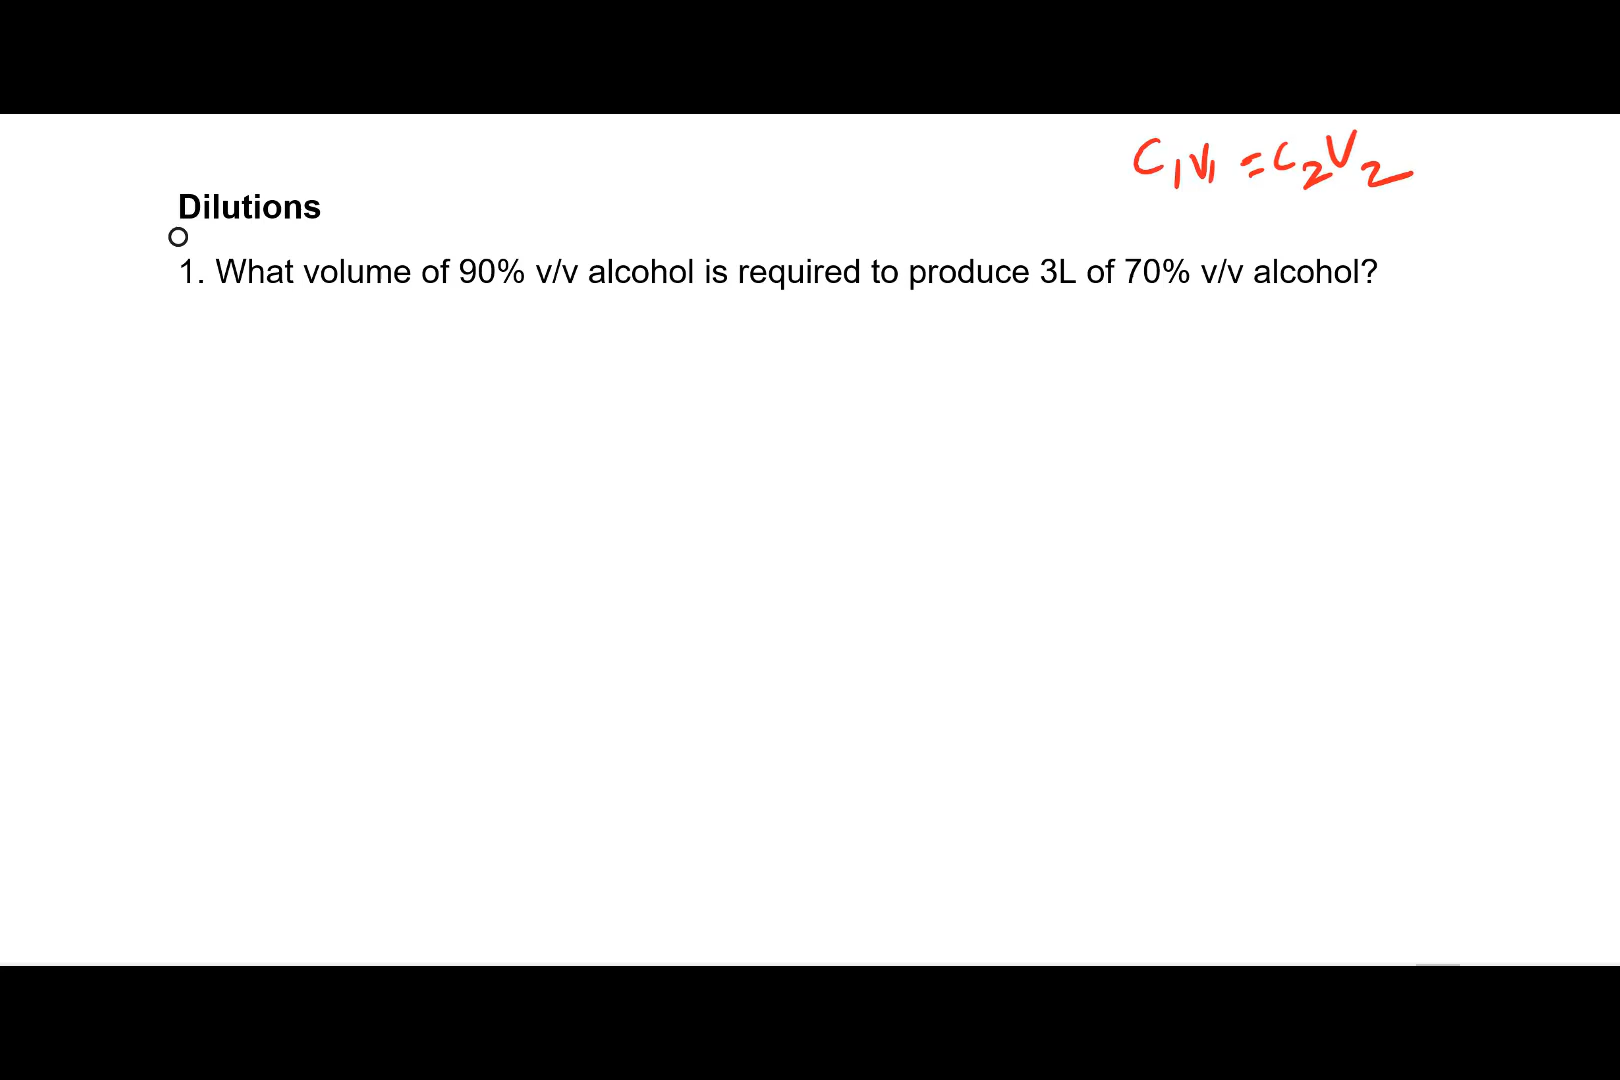 C₁V₁ = C₂V₂
Dilutions
1. What volume of 90% v/v alcohol is required to produce 3L of 70% v/v alcohol?